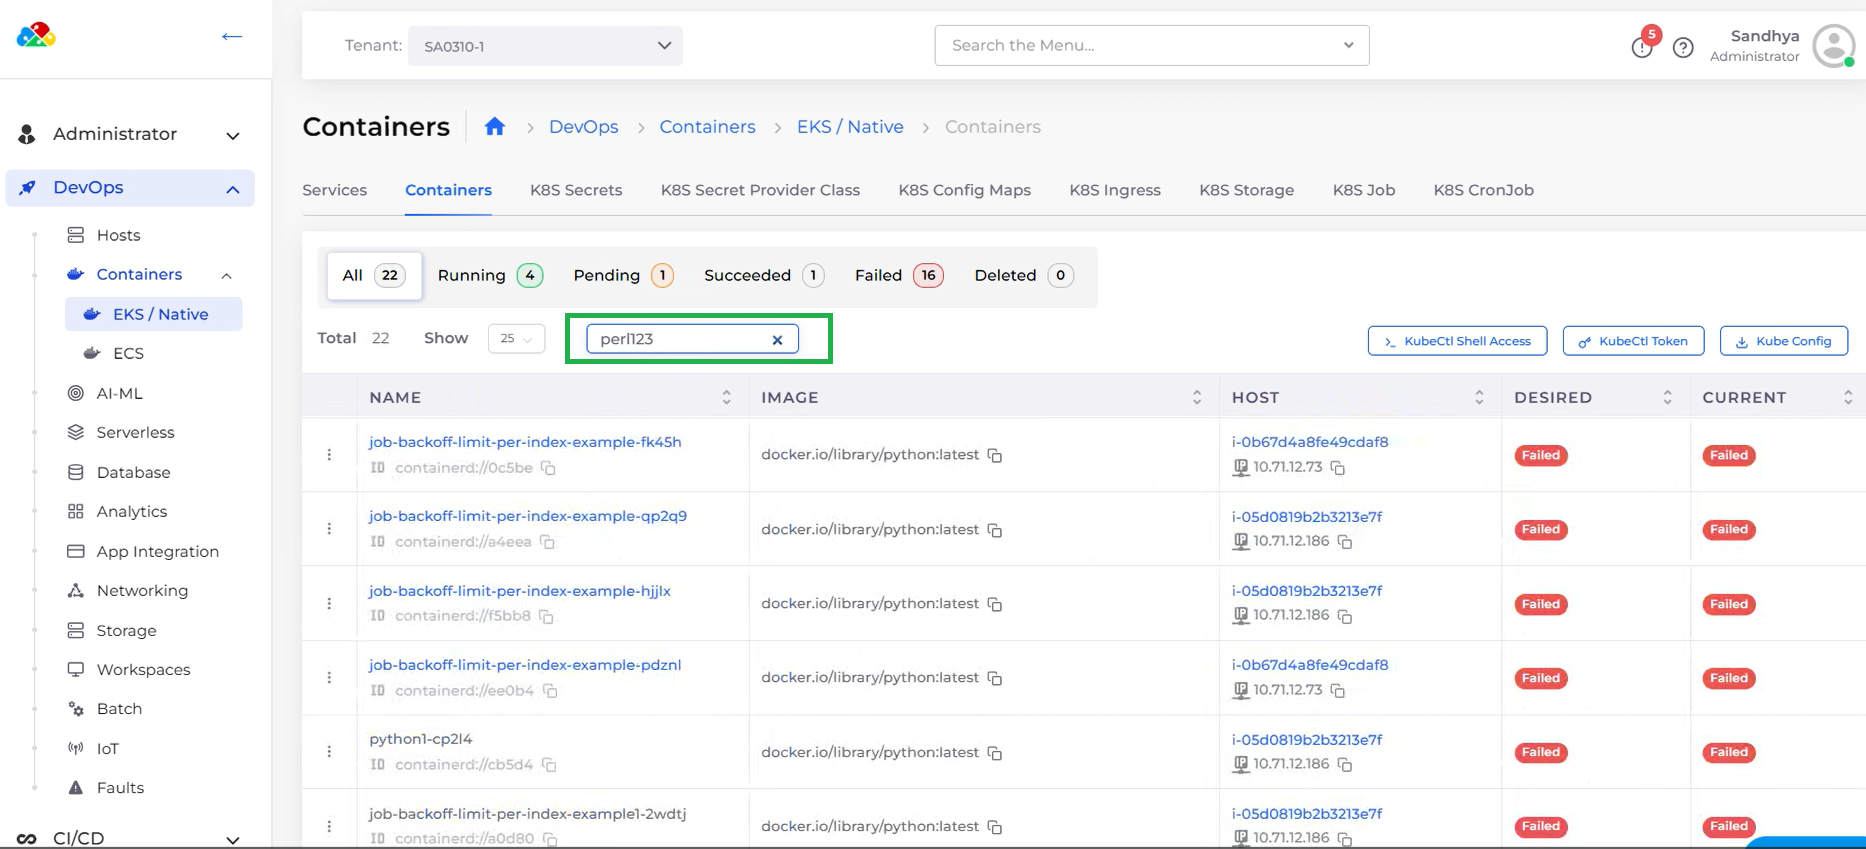 Tenant: SA0310-1
Search the Menu...
5
Sandhya
Administrator
Administrator
DevOps
Hosts
Containers
EKS / Native
ECS
AI-ML
Serverless
Database
Analytics
App Integration
Networking
Storage
Workspaces
Batch
IoT
Faults
CI/CD
Containers DevOps Containers EKS / Native Containers
Services Containers K8S Secrets K8S Secret Provider Class K8S Config Maps K8S Ingress K8S Storage K8S Job K8S CronJob
All 22 Running 4 Pending 1 Succeeded 1 Failed 16 Deleted 0
Total 22 Show 25 perl123 KubeCtl Shell Access KubeCtl Token Kube Config
NAME IMAGE HOST DESIRED CURRENT
job-backoff-limit-per-index-example-fk45h
ID containerd://0c5be
docker.io/library/python:latest
i-0b67d4a8fe49cdaf8
IP 10.71.12.73
Failed Failed
job-backoff-limit-per-index-example-qp2q9
ID containerd://a4eea
docker.io/library/python:latest
i-05d0819b2b3213e7f
IP 10.71.12.186
Failed Failed
job-backoff-limit-per-index-example-hjjlx
ID containerd://f5bb8
docker.io/library/python:latest
i-05d0819b2b3213e7f
IP 10.71.12.186
Failed Failed
job-backoff-limit-per-index-example-pdznl
ID containerd://ee0b4
docker.io/library/python:latest
i-0b67d4a8fe49cdaf8
IP 10.71.12.73
Failed Failed
python1-cp2l4
ID containerd://cb5d4
docker.io/library/python:latest
i-05d0819b2b3213e7f
IP 10.71.12.186
Failed Failed
job-backoff-limit-per-index-example1-2wdtj
ID containerd://a0d80
docker.io/library/python:latest
i-05d0819b2b3213e7f
IP 10.71.12.186
Failed Failed